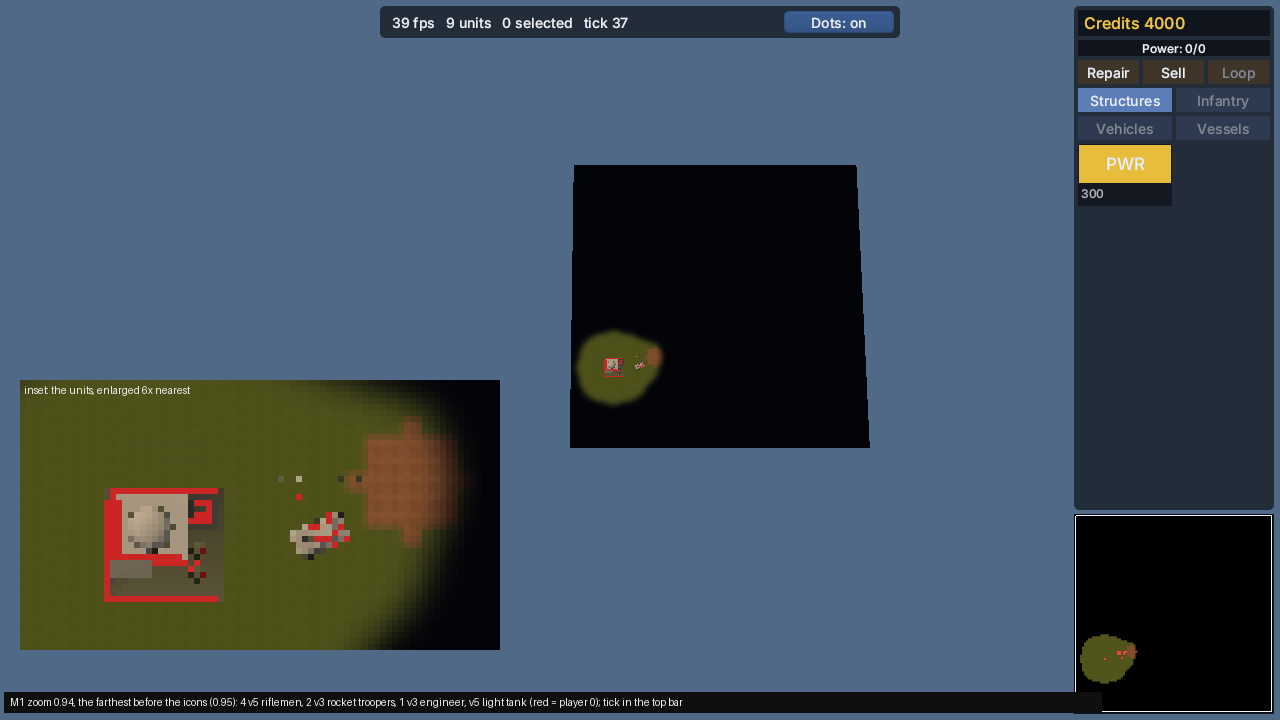 39 fps 9 units 0 selected tick 37 Dots: on
Credits 4000
Power: 0/0
Repair Sell Loop
Structures Infantry
Vehicles Vessels
PWR
300
inset: the units, enlarged 6x nearest
M1 zoom 0.94, the farthest before the icons (0.95): 4 v5 riflemen, 2 v3 rocket troopers, 1 v3 engineer, v5 light tank (red = player 0); tick in the top bar